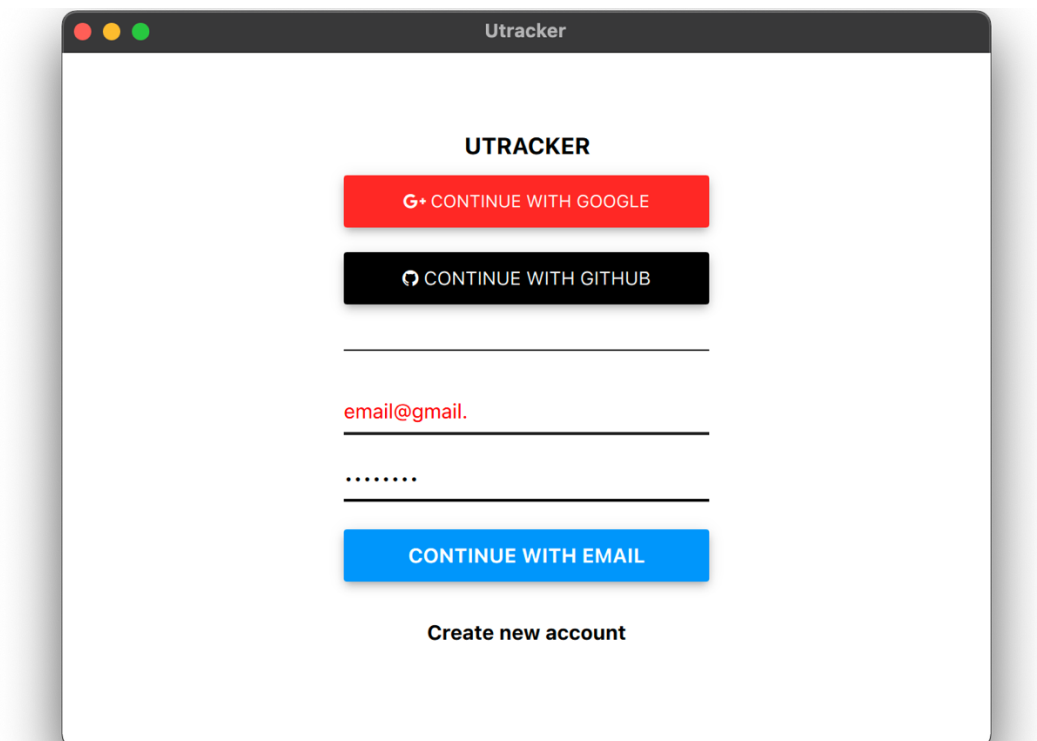 Utracker
UTRACKER
G+ CONTINUE WITH GOOGLE
CONTINUE WITH GITHUB
email@gmail.
........
CONTINUE WITH EMAIL
Create new account